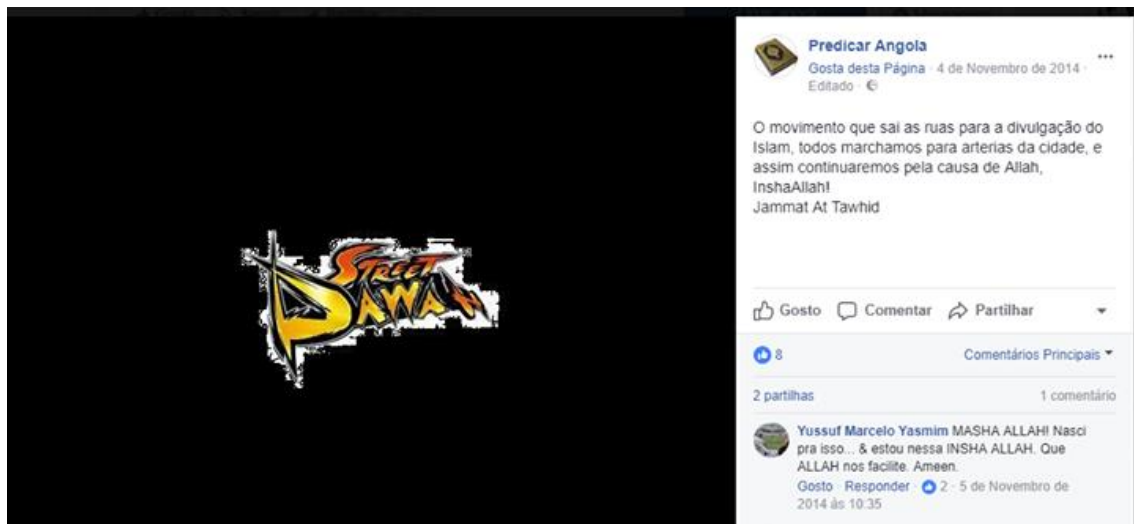 STREET
DAWAH
Predicar Angola
Gosta desta Página · 4 de Novembro de 2014 ·
Editado ·
O movimento que sai as ruas para a divulgação do
Islam, todos marchamos para arterias da cidade, e
assim continuaremos pela causa de Allah,
InshaAllah!
Jammat At Tawhid
Gosto Comentar Partilhar
8 Comentários Principais
2 partilhas 1 comentário
Yussuf Marcelo Yasmim MASHA ALLAH! Nasci
pra isso... & estou nessa INSHA ALLAH. Que
ALLAH nos facilite. Ameen.
Gosto · Responder · 2 · 5 de Novembro de
2014 às 10:35